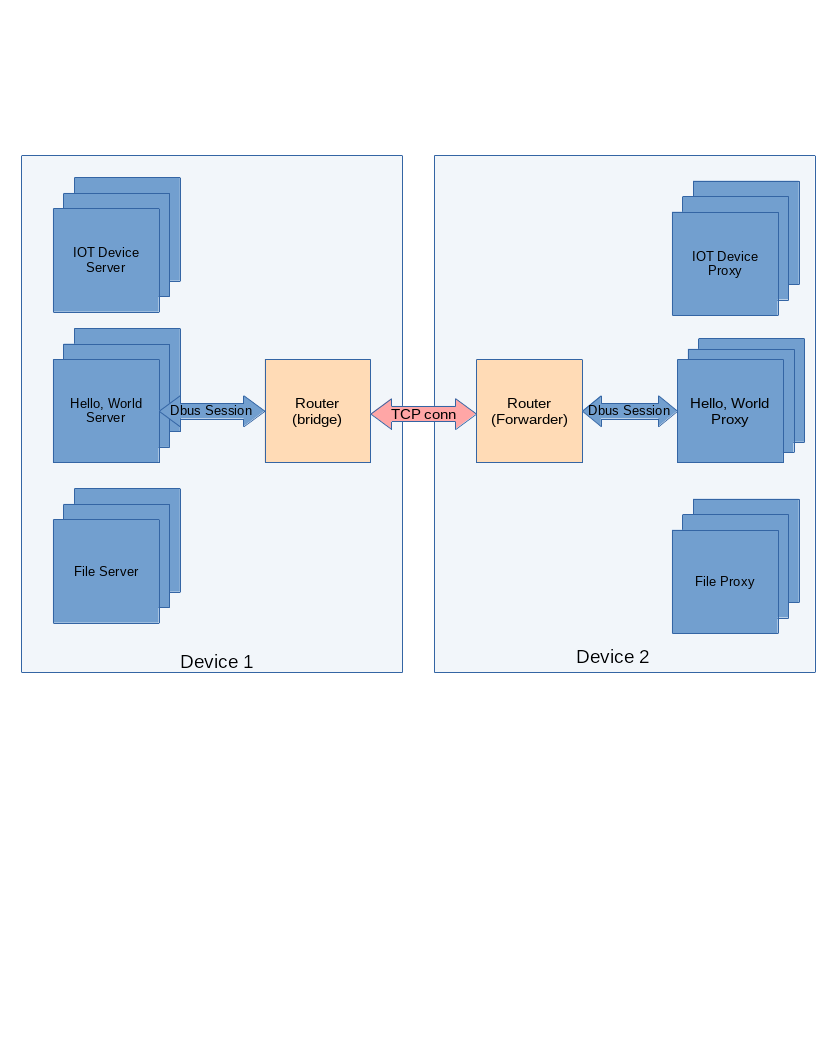 IOT Device
Server
IOT Device
Proxy
Hello, World
Server
Dbus Session
Router
(bridge)
TCP conn
Router
(Forwarder)
Dbus Session
Hello, World
Proxy
File Server
File Proxy
Device 1
Device 2